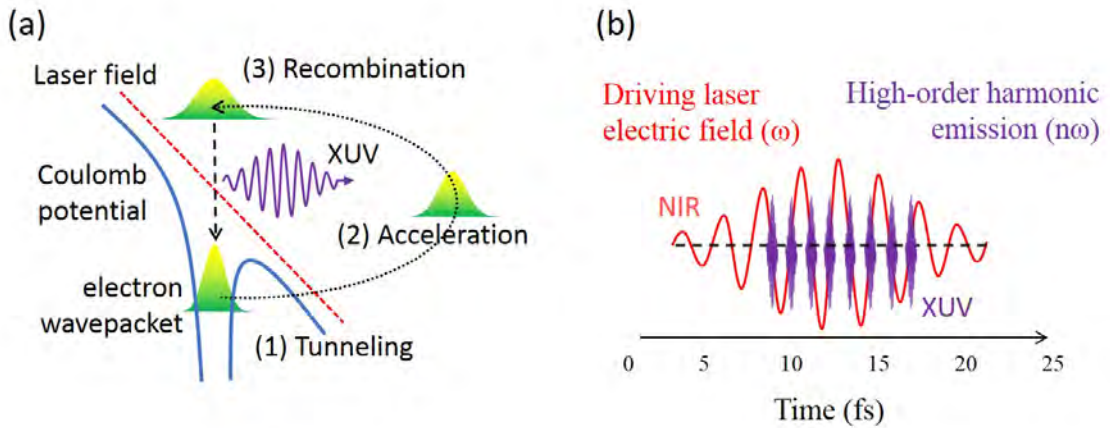 (a)
Laser field
(3) Recombination
XUV
Coulomb
potential
(2) Acceleration
electron
wavepacket
(1) Tunneling
(b)
Driving laser
electric field (ω)
High-order harmonic
emission (nω)
NIR
XUV
0 5 10 15 20 25
Time (fs)